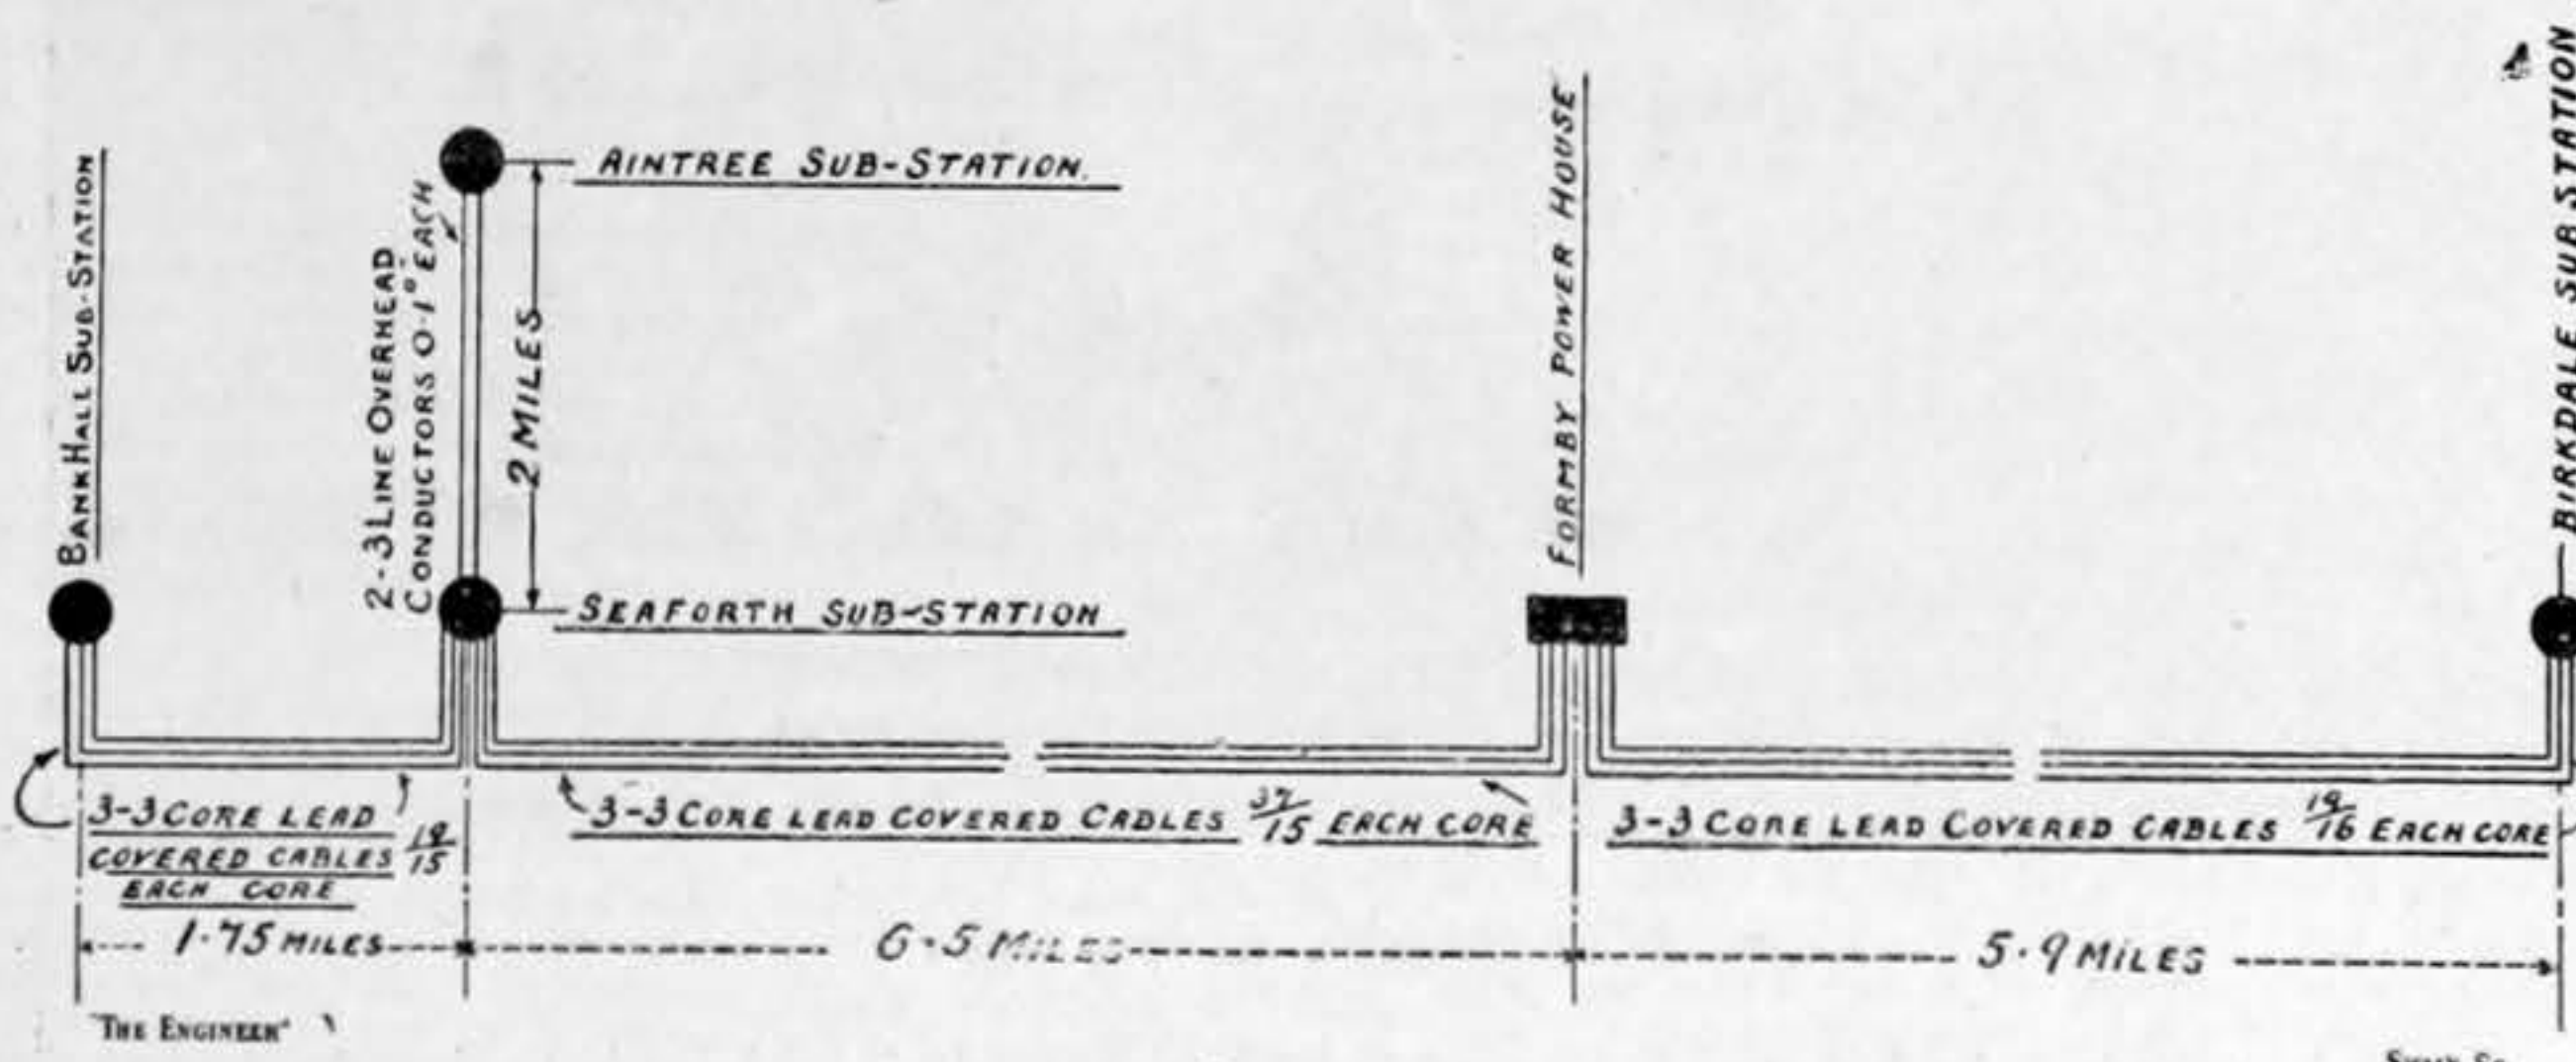 BANKHALL SUB-STATION
2-3 LINE OVERHEAD
CONDUCTORS 0·1□" EACH
AINTREE SUB-STATION.
2 MILES
SEAFORTH SUB-STATION
FORMBY POWER HOUSE
BIRKDALE SUB STATION
3-3 CORE LEAD
COVERED CABLES 19/15
EACH CORE
3-3 CORE LEAD COVERED CABLES 37/15 EACH CORE
3-3 CORE LEAD COVERED CABLES 19/16 EACH CORE
1·75 MILES
6·5 MILES
5·9 MILES
"THE ENGINEER"